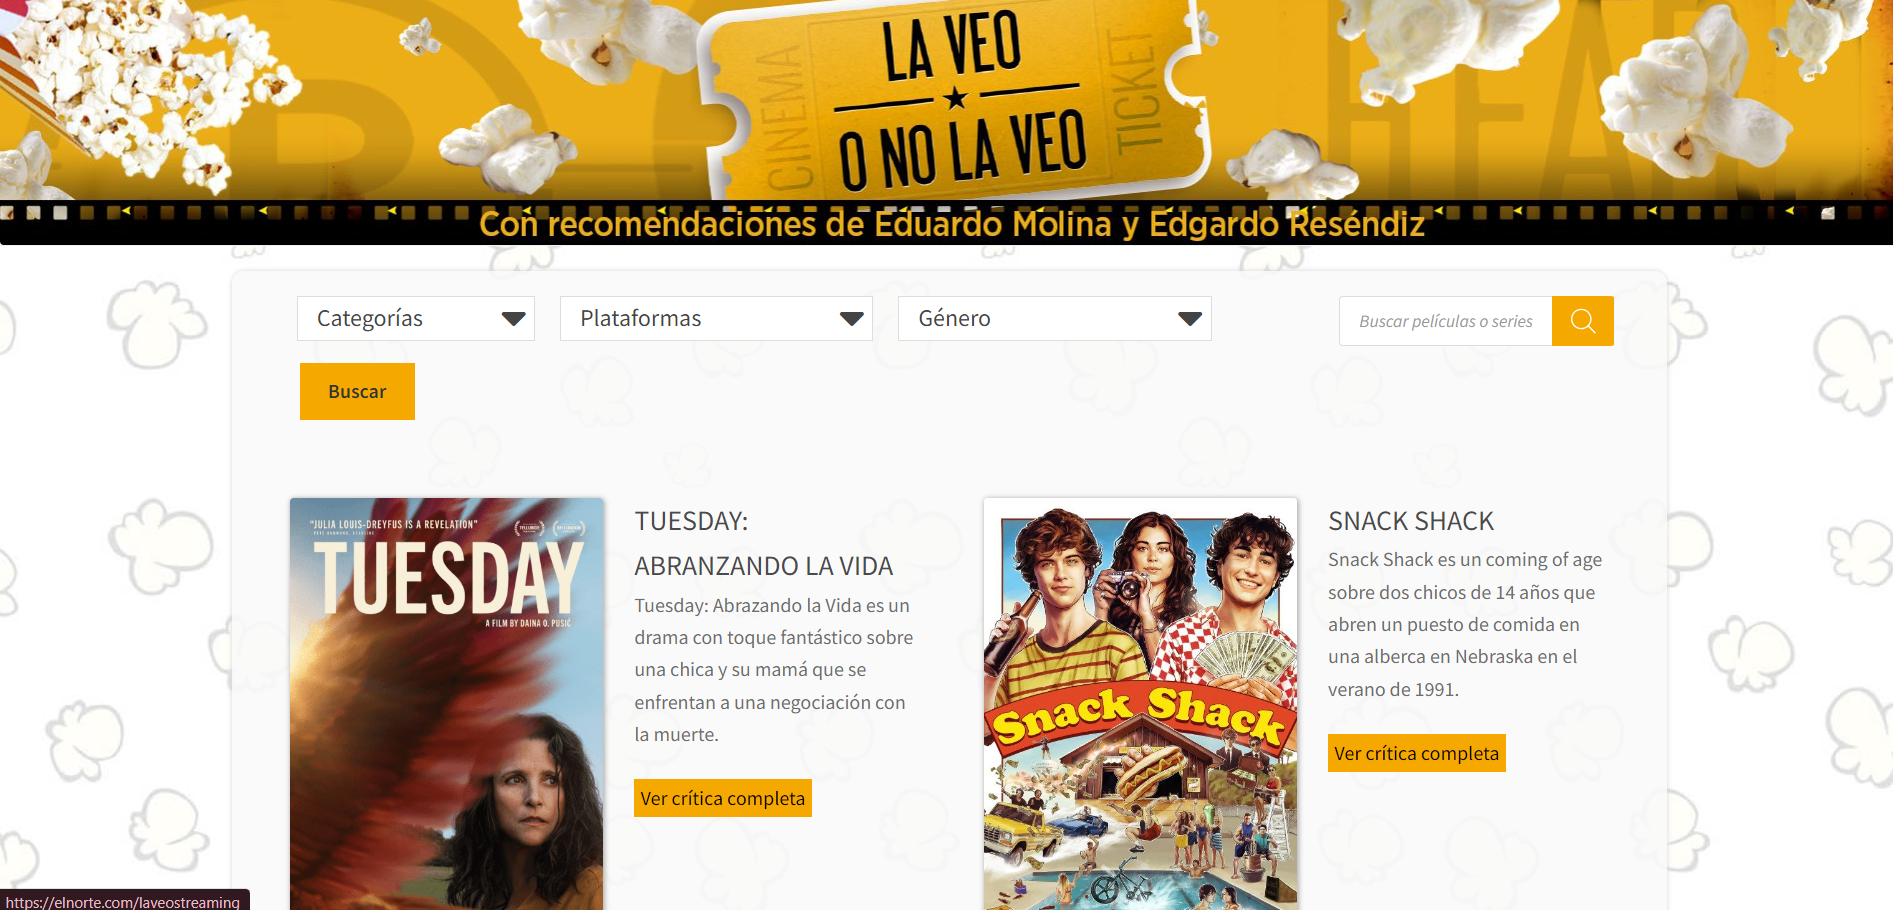 LA VEO
O NO LA VEO
CINEMA
TICKET
Con recomendaciones de Eduardo Molina y Edgardo Reséndiz
Categorías
Plataformas
Género
Buscar películas o series
Buscar
"JULIA LOUIS-DREYFUS IS A REVELATION"
TUESDAY
A FILM BY DAINA O. PUSIĆ
TUESDAY:
ABRANZANDO LA VIDA
Tuesday: Abrazando la Vida es un
drama con toque fantástico sobre
una chica y su mamá que se
enfrentan a una negociación con
la muerte.
Ver crítica completa
Snack Shack
SNACK SHACK
Snack Shack es un coming of age
sobre dos chicos de 14 años que
abren un puesto de comida en
una alberca en Nebraska en el
verano de 1991.
Ver crítica completa
https://elnorte.com/laveostreaming